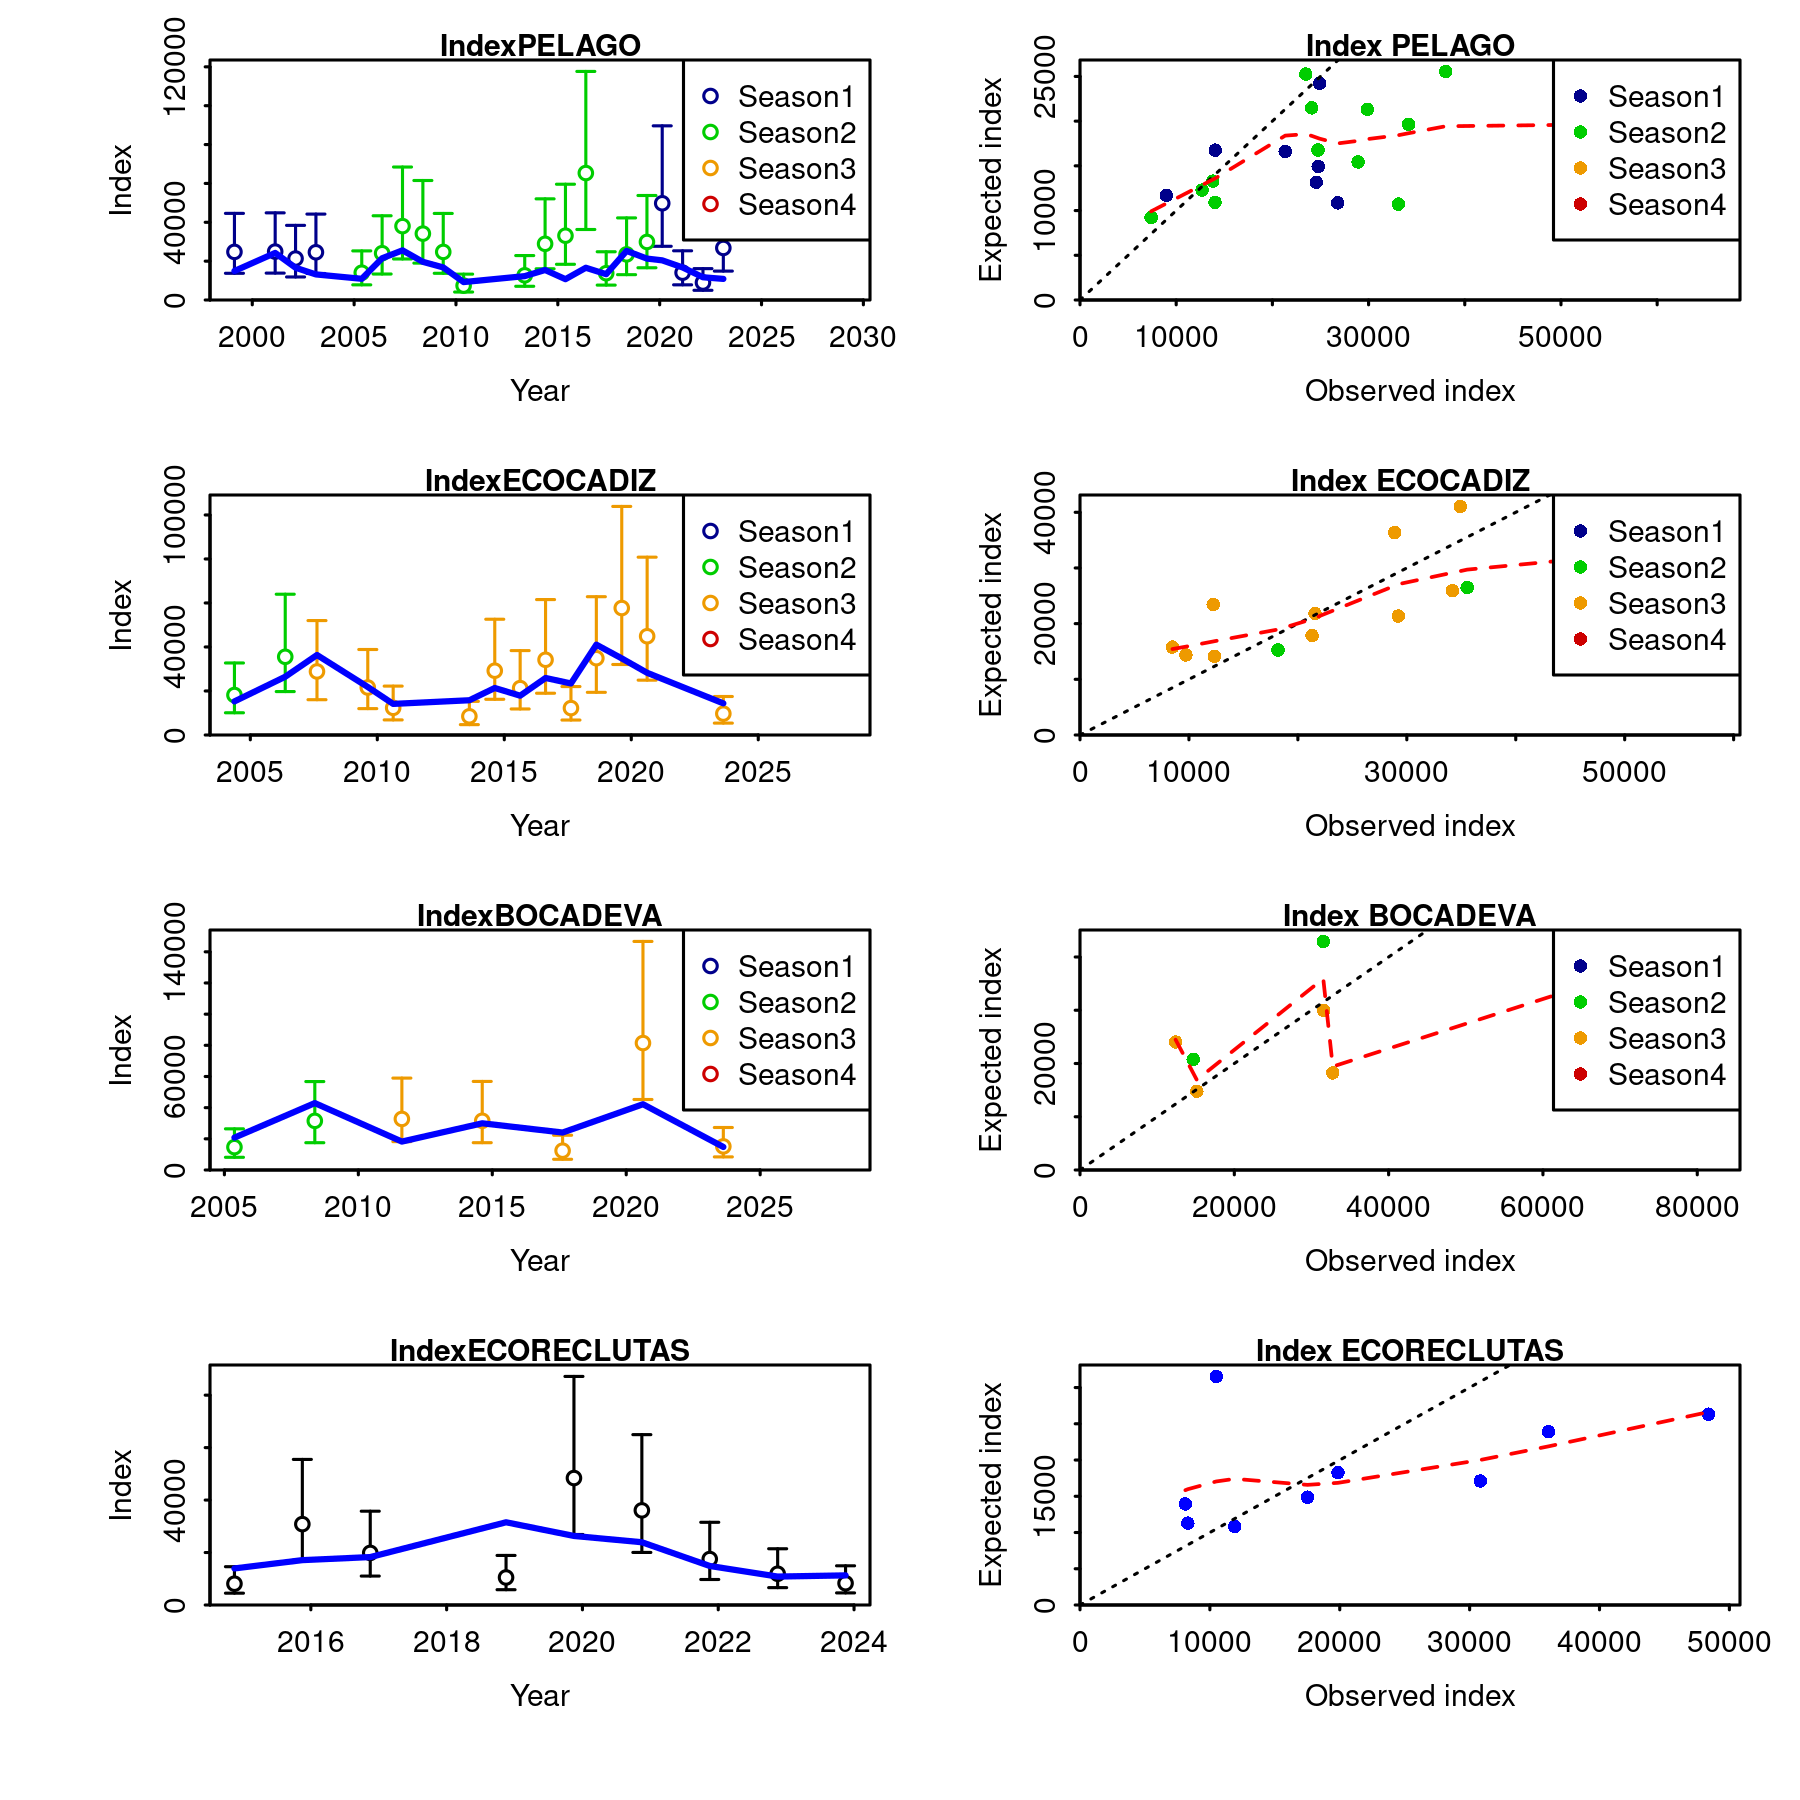 IndexPELAGO
Index
0 40000 120000
Season1
Season2
Season3
Season4
2000 2005 2010 2015 2020 2025 2030
Year
Index PELAGO
Expected index
0 10000 25000
Season1
Season2
Season3
Season4
0 10000 30000 50000
Observed index
IndexECOCADIZ
Index
0 40000 100000
Season1
Season2
Season3
Season4
2005 2010 2015 2020 2025
Year
Index ECOCADIZ
Expected index
0 20000 40000
Season1
Season2
Season3
Season4
0 10000 30000 50000
Observed index
IndexBOCADEVA
Index
0 60000 140000
Season1
Season2
Season3
Season4
2005 2010 2015 2020 2025
Year
Index BOCADEVA
Expected index
0 20000
Season1
Season2
Season3
Season4
0 20000 40000 60000 80000
Observed index
IndexECORECLUTAS
Index
0 40000
2016 2018 2020 2022 2024
Year
Index ECORECLUTAS
Expected index
0 15000
0 10000 20000 30000 40000 50000
Observed index